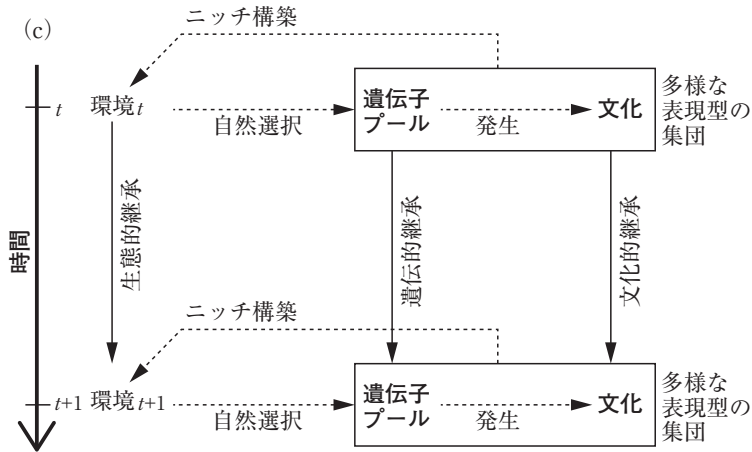 (c)
ニッチ構築
t
環境t
自然選択
遺伝子
プール
発生
文化
多様な
表現型の
集団
時間
生態的継承
遺伝的継承
文化的継承
ニッチ構築
t+1
環境t+1
自然選択
遺伝子
プール
発生
文化
多様な
表現型の
集団